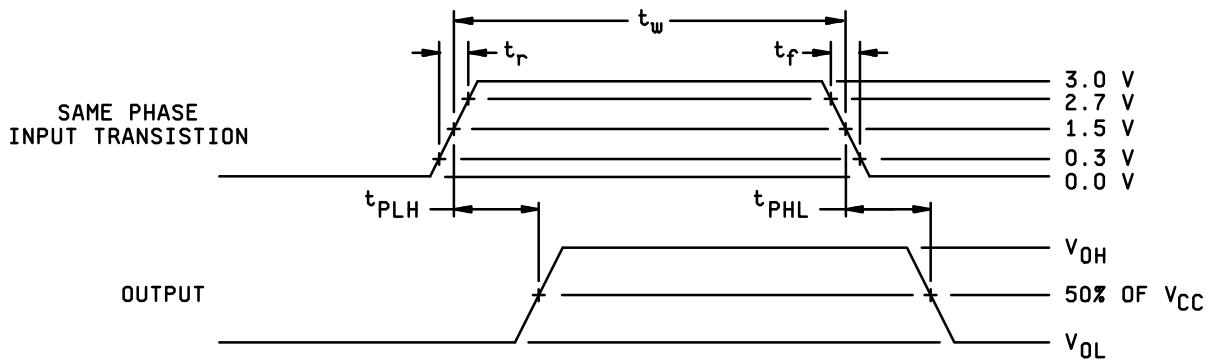 t_w
t_r
t_f
SAME PHASE
INPUT TRANSISTION
3.0 V
2.7 V
1.5 V
0.3 V
0.0 V
t_PLH
t_PHL
OUTPUT
V_OH
50% OF V_CC
V_OL